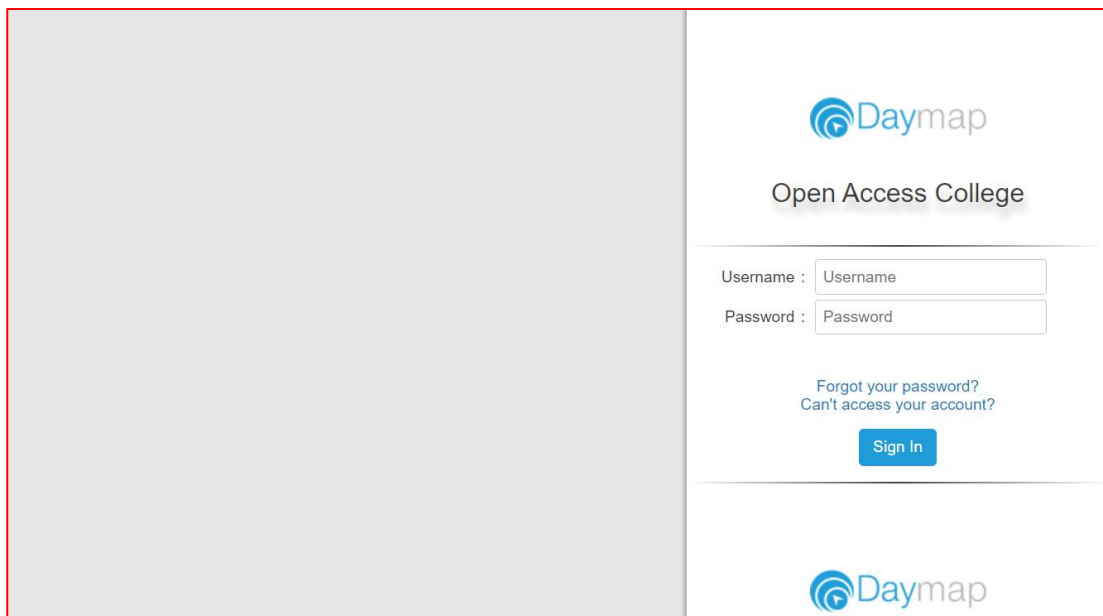 Daymap
Open Access College
Username : Username
Password : Password
Forgot your password?
Can't access your account?
Sign In
Daymap